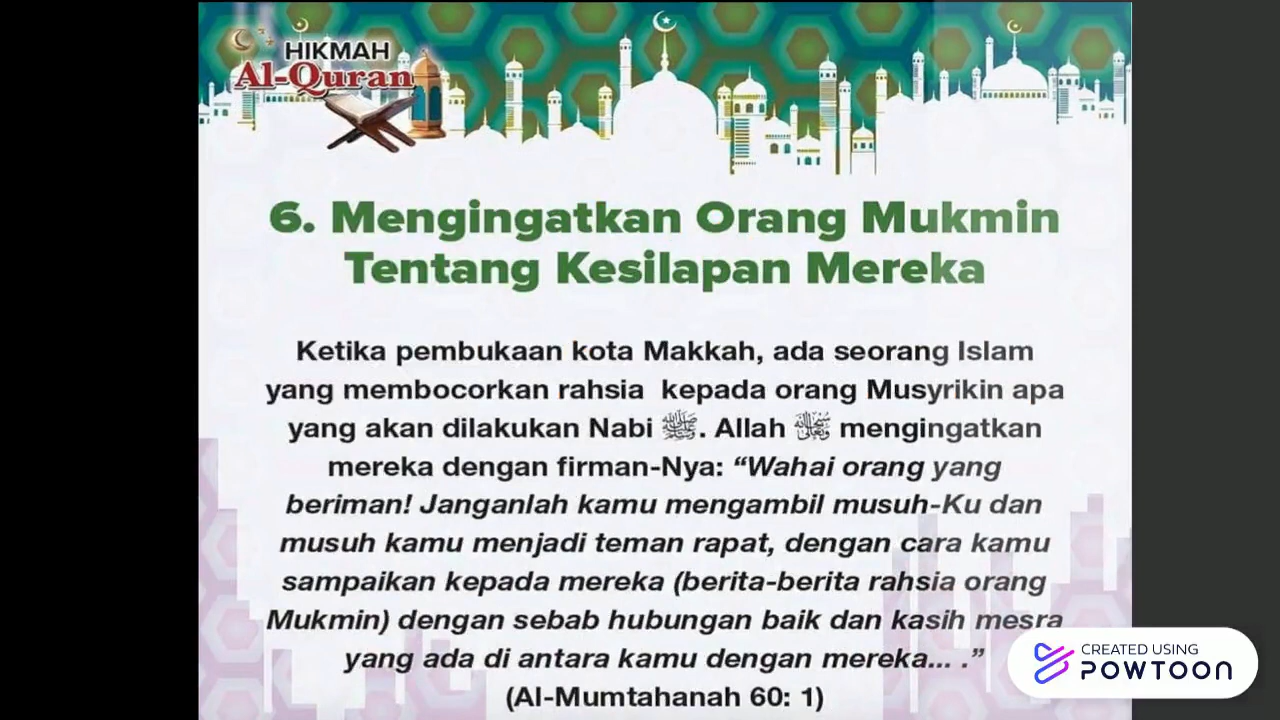 HIKMAH
Al-Quran
6. Mengingatkan Orang Mukmin
Tentang Kesilapan Mereka
Ketika pembukaan kota Makkah, ada seorang Islam
yang membocorkan rahsia kepada orang Musyrikin apa
yang akan dilakukan Nabi ﷺ. Allah سبحانه وتعالى mengingatkan
mereka dengan firman-Nya: “Wahai orang yang
beriman! Janganlah kamu mengambil musuh-Ku dan
musuh kamu menjadi teman rapat, dengan cara kamu
sampaikan kepada mereka (berita-berita rahsia orang
Mukmin) dengan sebab hubungan baik dan kasih mesra
yang ada di antara kamu dengan mereka... .”
(Al-Mumtahanah 60: 1)
CREATED USING
POWTOON